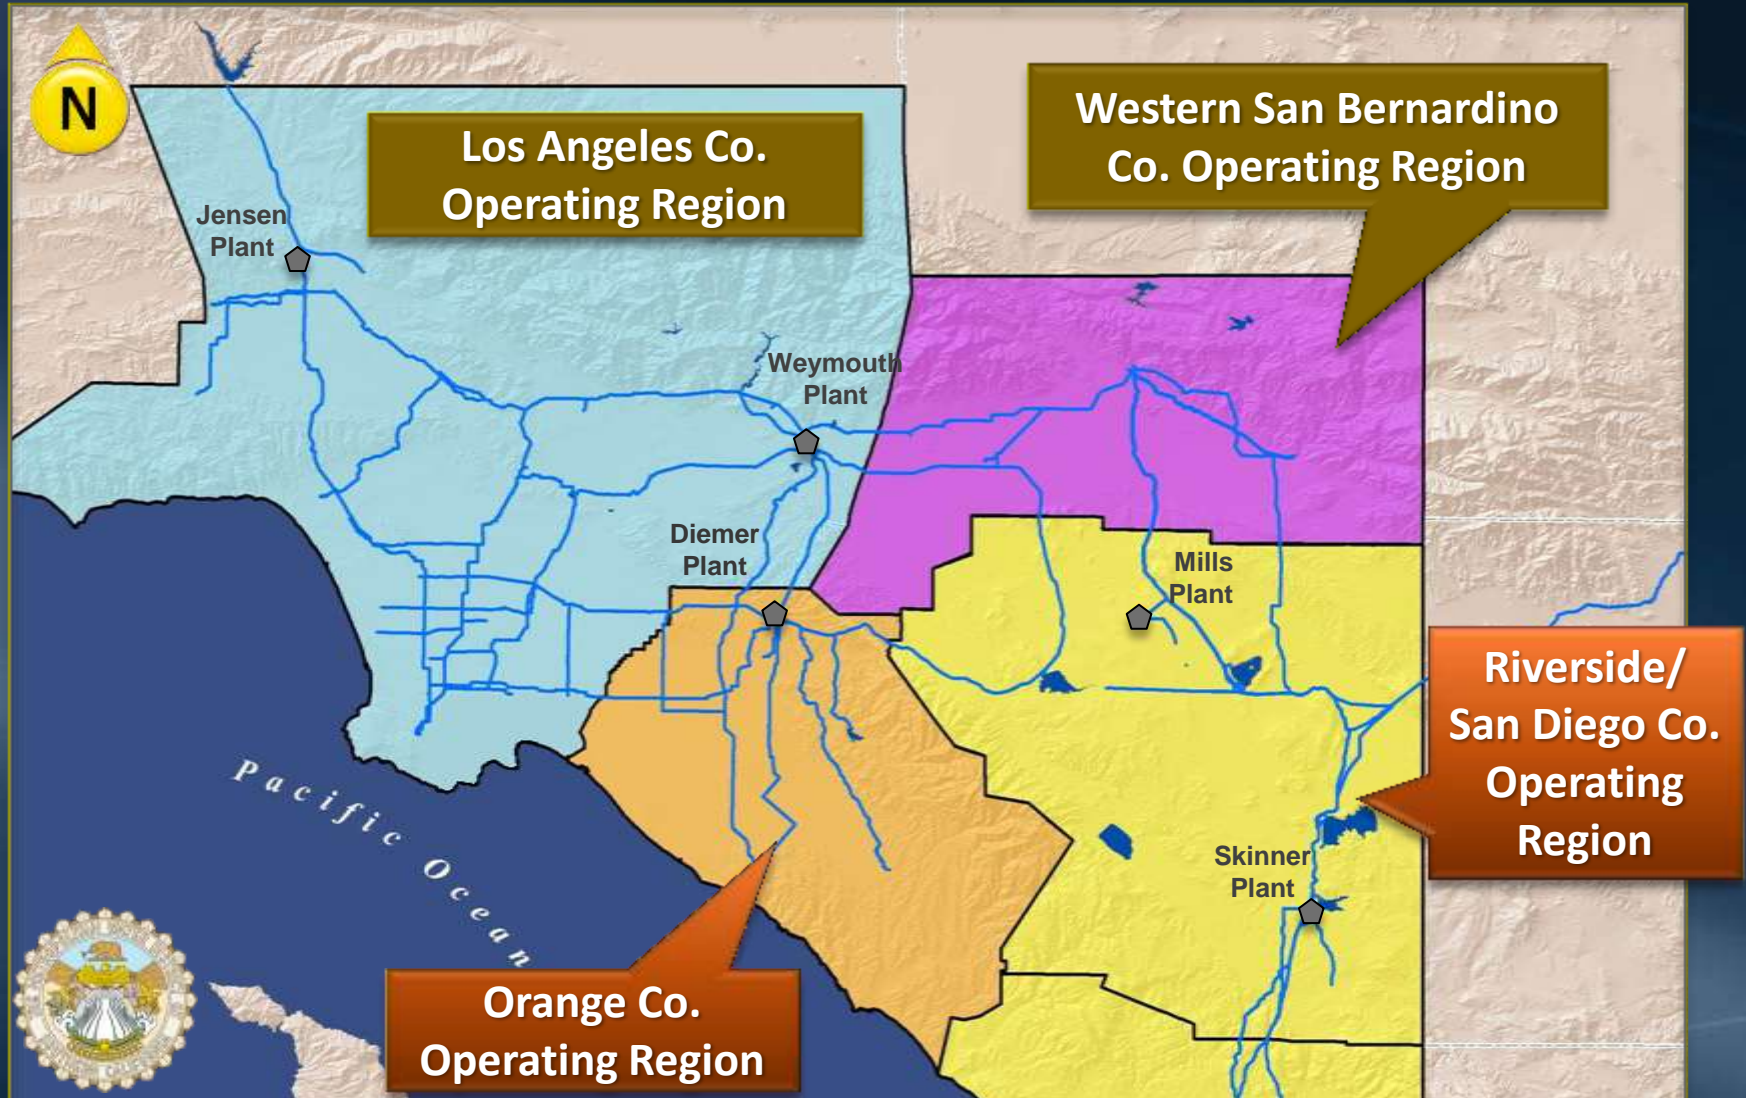 N
Los Angeles Co.
Operating Region
Western San Bernardino
Co. Operating Region
Jensen
Plant
Weymouth
Plant
Diemer
Plant
Mills
Plant
Riverside/
San Diego Co.
Operating
Region
Pacific Ocean
Skinner
Plant
Orange Co.
Operating Region